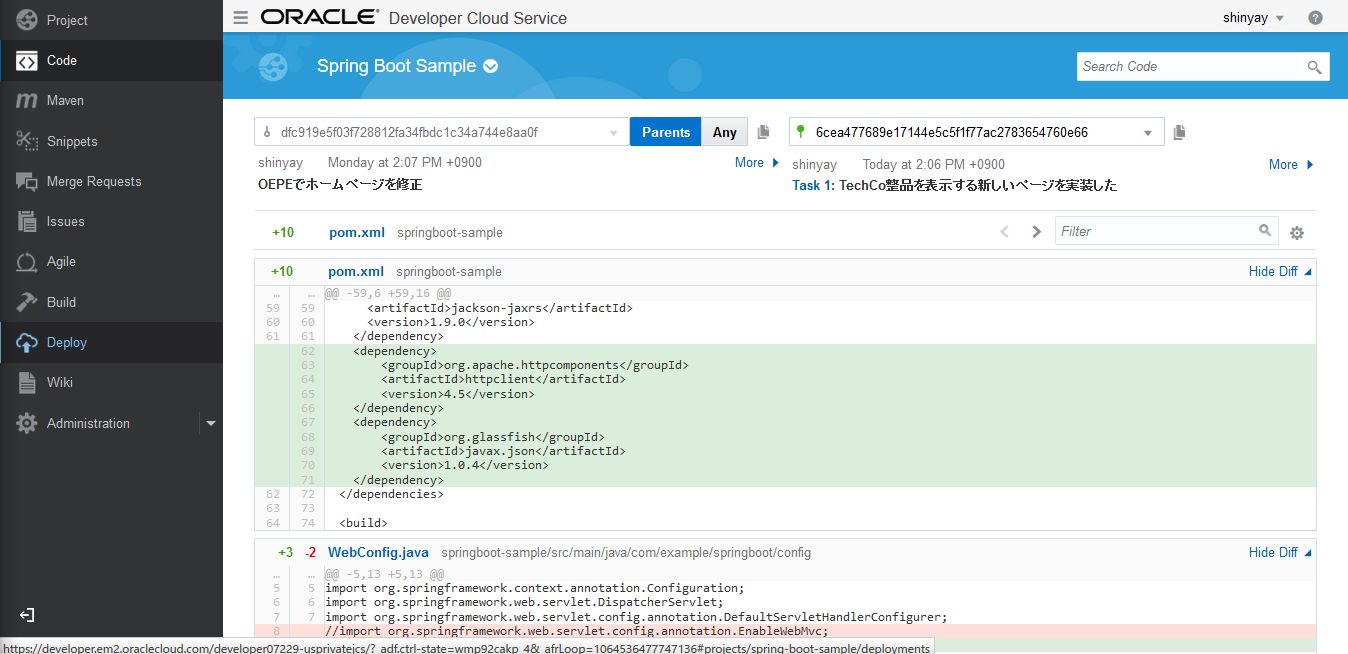 Project
Code
Maven
Snippets
Merge Requests
Issues
Agile
Build
Deploy
Wiki
Administration
ORACLE® Developer Cloud Service
shinyay
Spring Boot Sample
Search Code
dfc919e5f03f728812fa34fbdc1c34a744e8aa0f
Parents Any
6cea477689e17144e5c5f1f77ac2783654760e66
shinyay Monday at 2:07 PM +0900 More
OEPEでホームページを修正
shinyay Today at 2:06 PM +0900 More
Task 1: TechCo整品を表示する新しいページを実装した
+10 pom.xml springboot-sample
Filter
+10 pom.xml springboot-sample Hide Diff
... ... @@ -59,6 +59,16 @@
59 59 <artifactId>jackson-jaxrs</artifactId>
60 60 <version>1.9.0</version>
61 61 </dependency>
62 <dependency>
63 <groupId>org.apache.httpcomponents</groupId>
64 <artifactId>httpclient</artifactId>
65 <version>4.5</version>
66 </dependency>
67 <dependency>
68 <groupId>org.glassfish</groupId>
69 <artifactId>javax.json</artifactId>
70 <version>1.0.4</version>
71 </dependency>
62 72 </dependencies>
63 73
64 74 <build>
+3 -2 WebConfig.java springboot-sample/src/main/java/com/example/springboot/config Hide Diff
... ... @@ -5,13 +5,13 @@
5 5 import org.springframework.context.annotation.Configuration;
6 6 import org.springframework.web.servlet.DispatcherServlet;
7 7 import org.springframework.web.servlet.config.annotation.DefaultServletHandlerConfigurer;
8 //import org.springframework.web.servlet.config.annotation.EnableWebMvc;
https://developer.em2.oraclecloud.com/developer07229-usprivatejcs/?_adf.ctrl-state=wmp92cakp_4&_afrLoop=1064536477747136#projects/spring-boot-sample/deployments